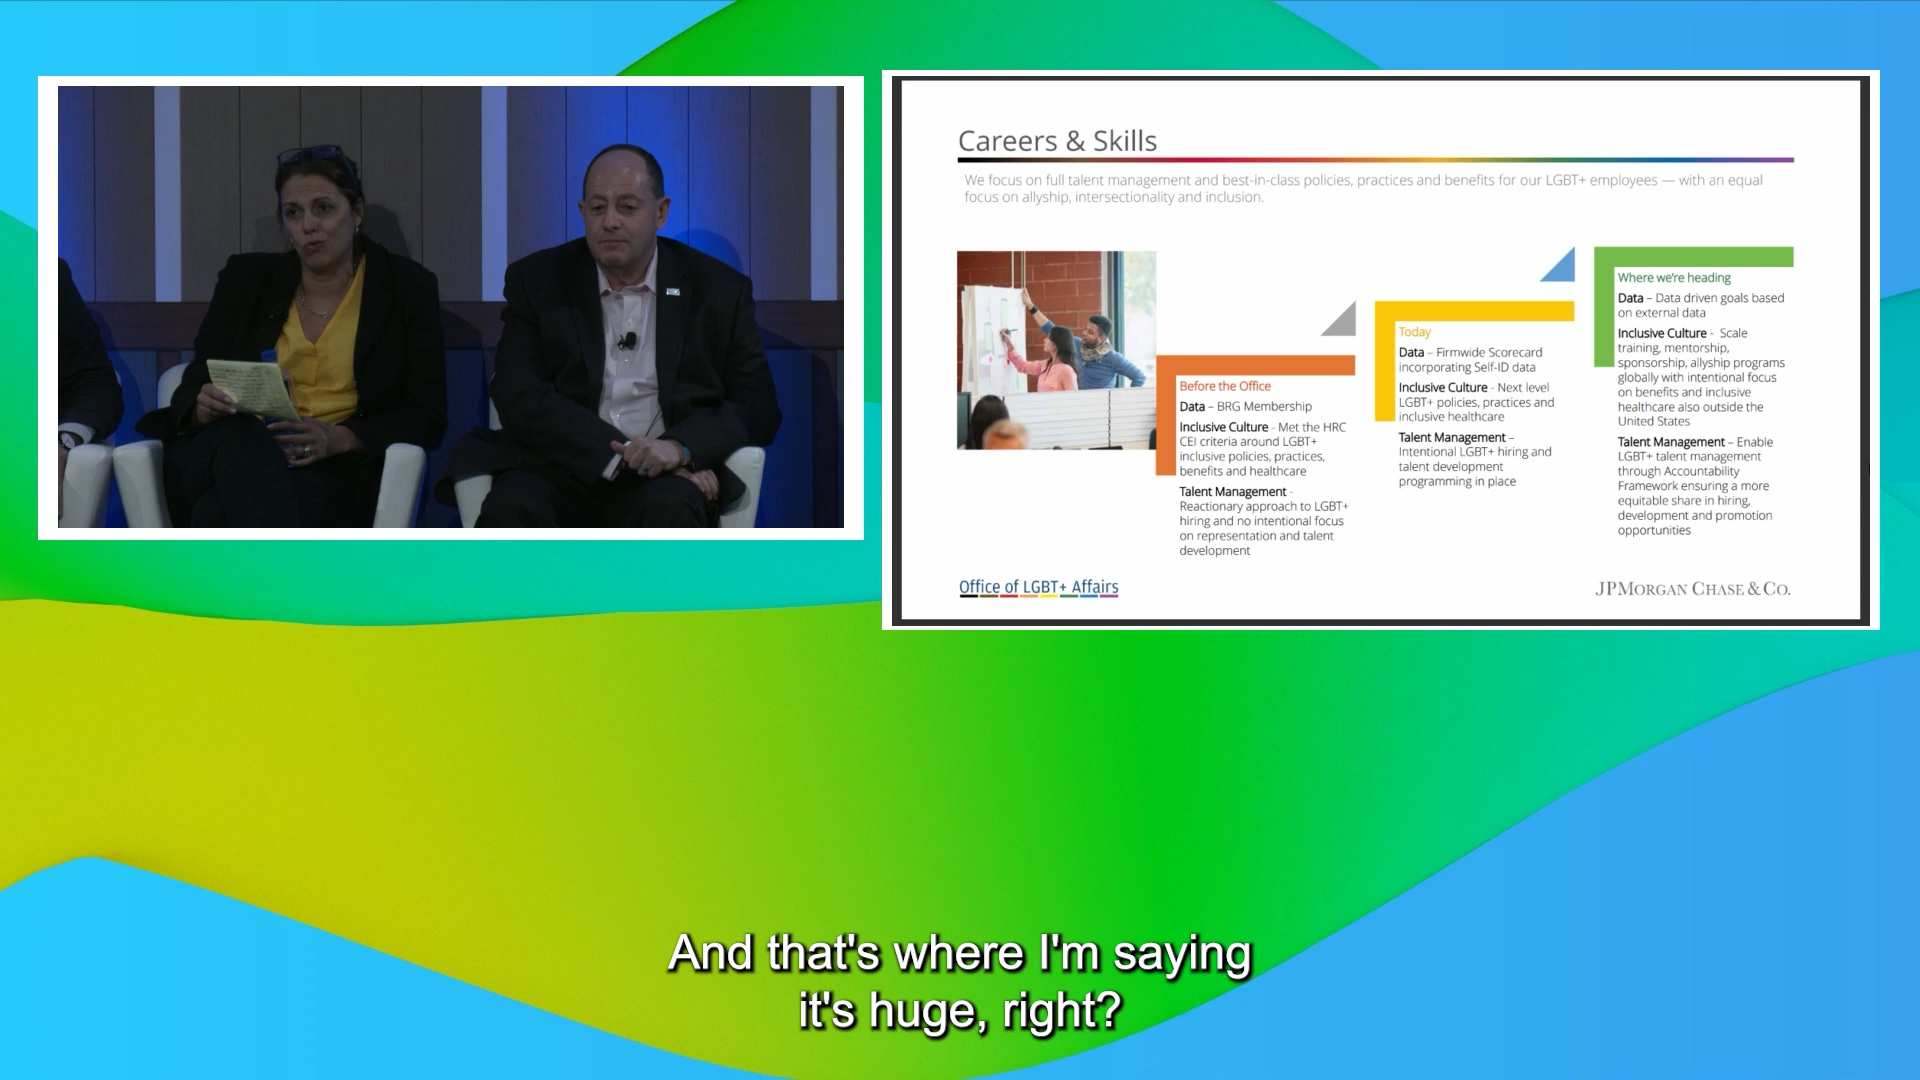 Careers & Skills
We focus on full talent management and best-in-class policies, practices and benefits for our LGBT+ employees — with an equal
focus on allyship, intersectionality and inclusion.
Before the Office
Data – BRG Membership
Inclusive Culture - Met the HRC
CEI criteria around LGBT+
inclusive policies, practices,
benefits and healthcare
Talent Management -
Reactionary approach to LGBT+
hiring and no intentional focus
on representation and talent
development
Today
Data – Firmwide Scorecard
incorporating Self-ID data
Inclusive Culture - Next level
LGBT+ policies, practices and
inclusive healthcare
Talent Management –
Intentional LGBT+ hiring and
talent development
programming in place
Where we're heading
Data – Data driven goals based
on external data
Inclusive Culture - Scale
training, mentorship,
sponsorship, allyship programs
globally with intentional focus
on benefits and inclusive
healthcare also outside the
United States
Talent Management – Enable
LGBT+ talent management
through Accountability
Framework ensuring a more
equitable share in hiring,
development and promotion
opportunities
Office of LGBT+ Affairs
JPMORGAN CHASE & CO.
And that's where I'm saying
it's huge, right?